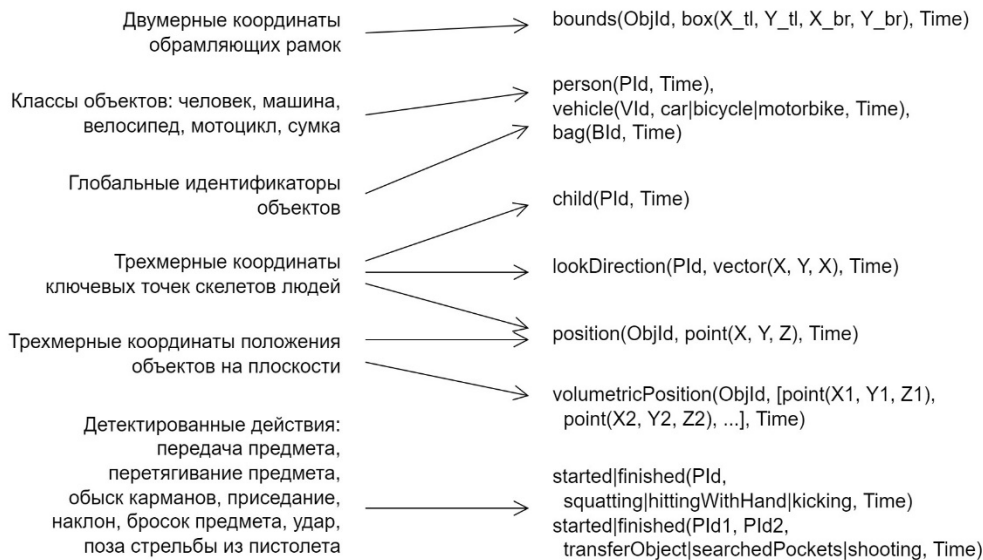 Двумерные координаты
обрамляющих рамок
bounds(ObjId, box(X_tl, Y_tl, X_br, Y_br), Time)
Классы объектов: человек, машина,
велосипед, мотоцикл, сумка
person(PId, Time),
vehicle(VId, car|bicycle|motorbike, Time),
bag(BId, Time)
Глобальные идентификаторы
объектов
child(PId, Time)
Трехмерные координаты
ключевых точек скелетов людей
lookDirection(PId, vector(X, Y, X), Time)
position(ObjId, point(X, Y, Z), Time)
Трехмерные координаты положения
объектов на плоскости
volumetricPosition(ObjId, [point(X1, Y1, Z1),
point(X2, Y2, Z2), ...], Time)
Детектированные действия:
передача предмета,
перетягивание предмета,
обыск карманов, приседание,
наклон, бросок предмета, удар,
поза стрельбы из пистолета
started|finished(PId,
squatting|hittingWithHand|kicking, Time)
started|finished(PId1, PId2,
transferObject|searchedPockets|shooting, Time)